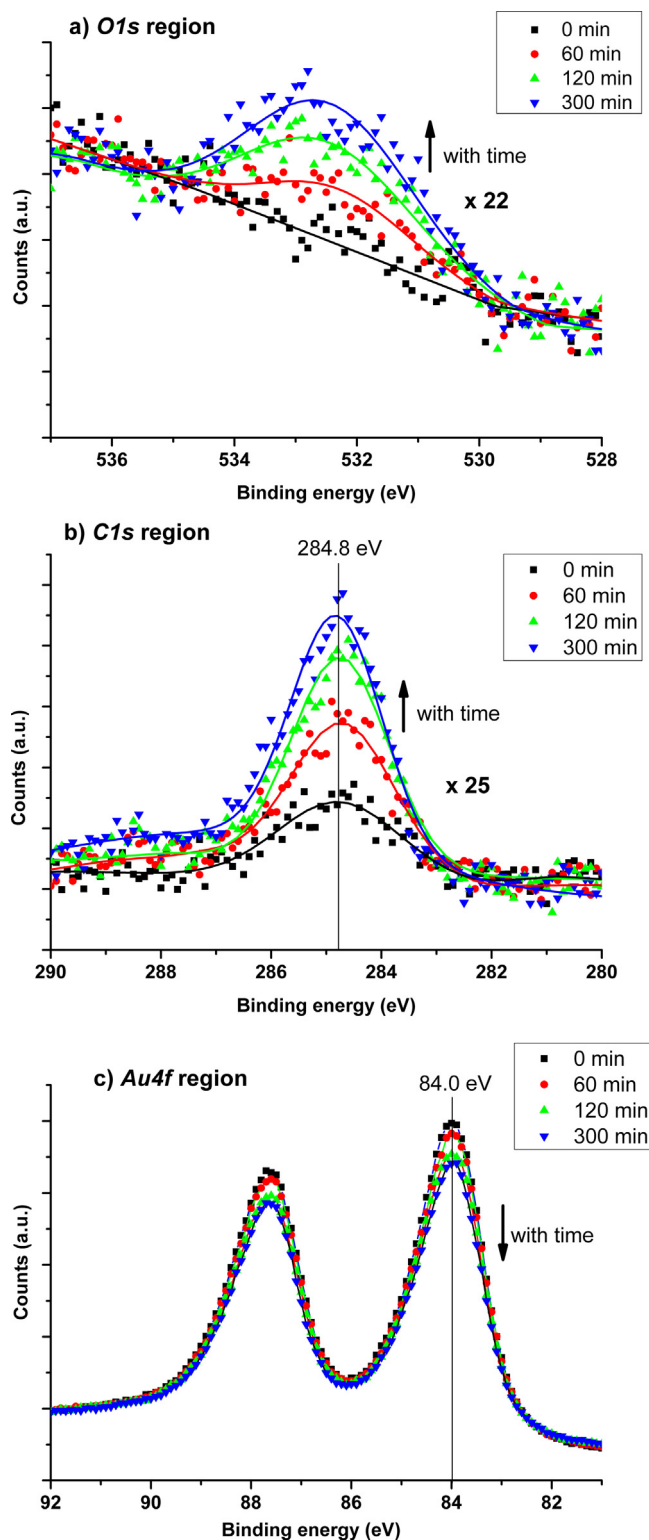 a) O1s region
0 min
60 min
120 min
300 min
with time
x 22
Counts (a.u.)
536 534 532 530 528
Binding energy (eV)
b) C1s region
284.8 eV
0 min
60 min
120 min
300 min
with time
x 25
Counts (a.u.)
290 288 286 284 282 280
Binding energy (eV)
c) Au4f region
84.0 eV
0 min
60 min
120 min
300 min
with time
Counts (a.u.)
92 90 88 86 84 82
Binding energy (eV)